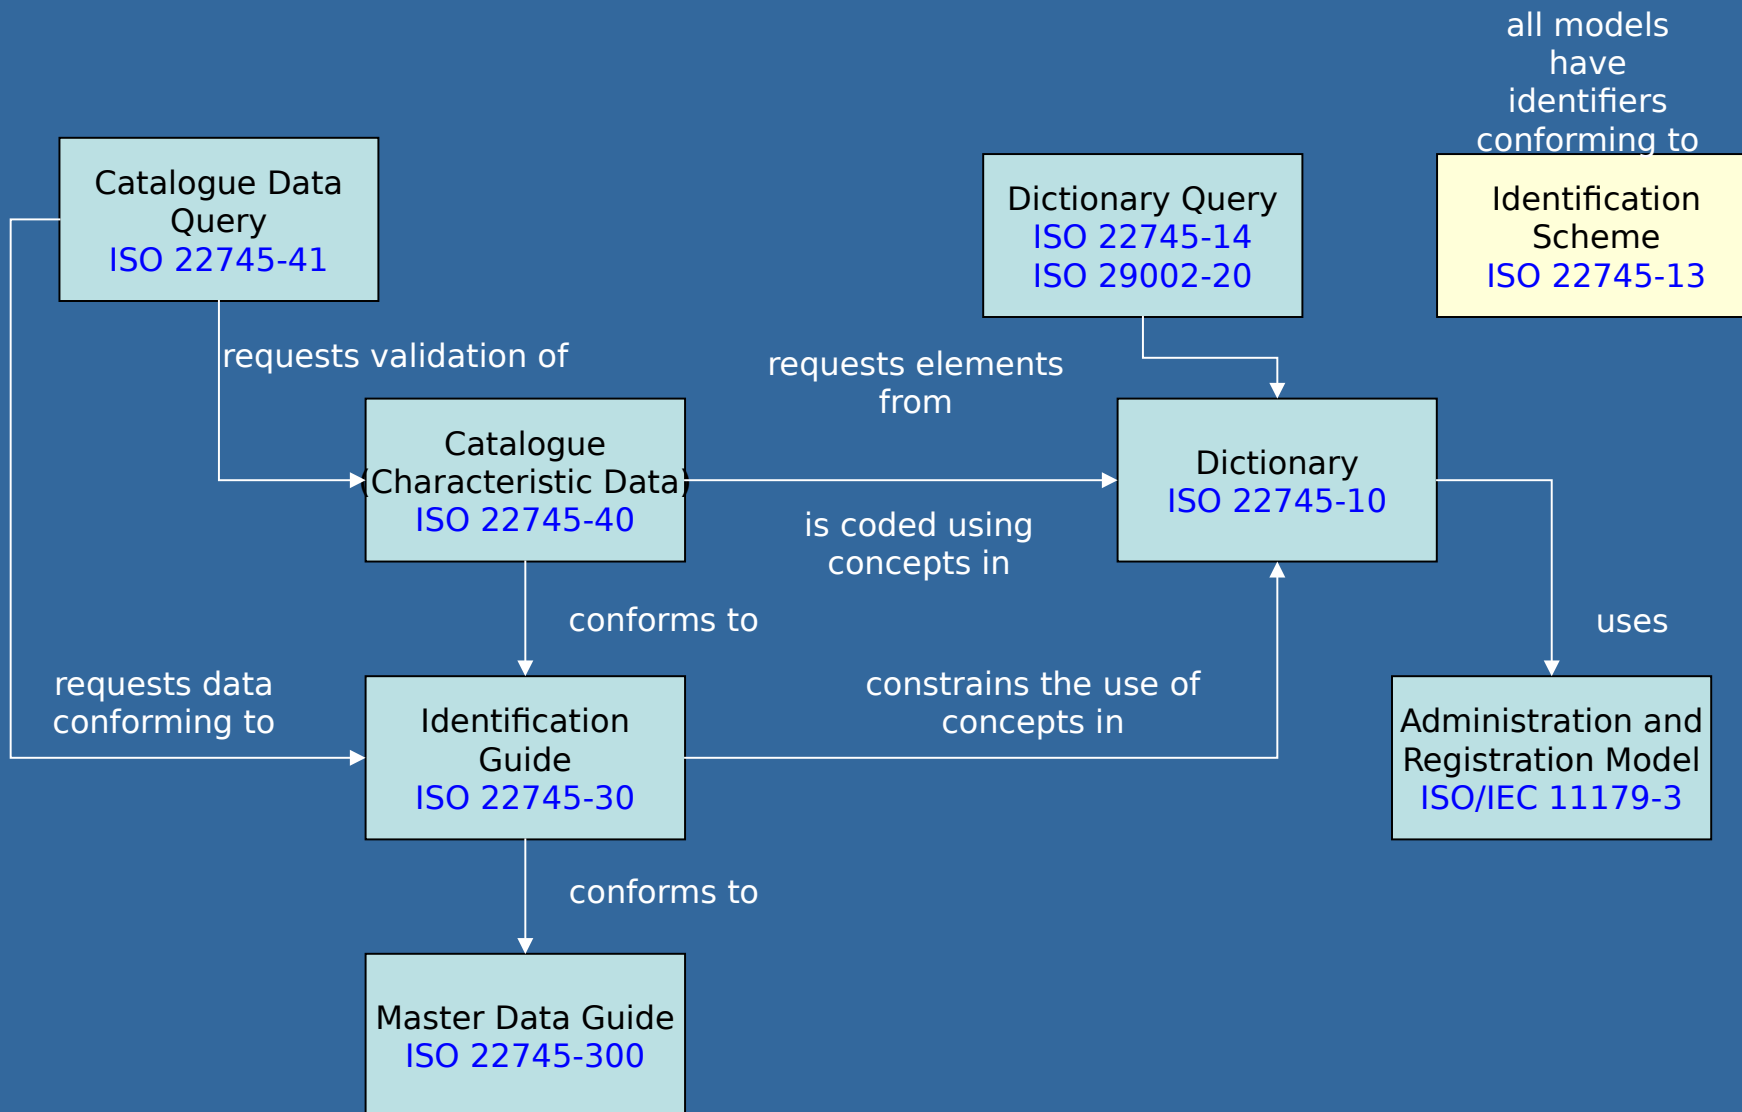 all models
have
identifiers
conforming to
Catalogue Data
Query
ISO 22745-41
Dictionary Query
ISO 22745-14
ISO 29002-20
Identification
Scheme
ISO 22745-13
requests validation of
requests elements
from
Catalogue
(Characteristic Data)
ISO 22745-40
Dictionary
ISO 22745-10
is coded using
concepts in
conforms to
uses
requests data
conforming to
Identification
Guide
ISO 22745-30
constrains the use of
concepts in
Administration and
Registration Model
ISO/IEC 11179-3
conforms to
Master Data Guide
ISO 22745-300